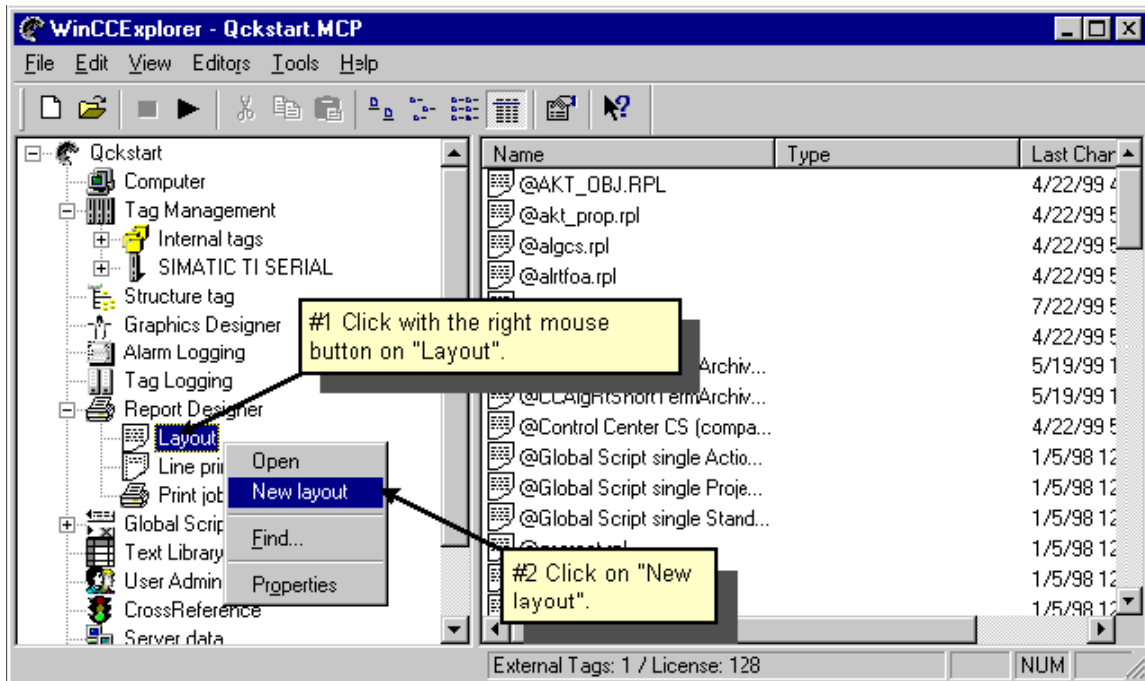 WinCCExplorer - Qckstart.MCP
File Edit View Editors Tools Help
Qckstart
Computer
Tag Management
Internal tags
SIMATIC TI SERIAL
Structure tag
Graphics Designer
Alarm Logging
Tag Logging
Report Designer
Layout
Line
Print
Global
Text Library
User Admin
CrossReference
Server data
#1 Click with the right mouse
button on "Layout".
Open
New layout
Find...
Properties
#2 Click on "New
layout".
Name Type Last
@AKT_OBJ.RPL 4/22/99
@akt_prop.rpl 4/22/99
@algcs.rpl 4/22/99
@alrtfoa.rpl 4/22/99
7/22/99
4/22/99
Archiv... 5/19/99
@CCAlgRtShortTermArchiv... 5/19/99
@Control Center CS (compa... 4/22/99
@Global Script single Actio... 1/5/98 12
@Global Script single Proje... 1/5/98 12
@Global Script single Stand... 1/5/98 12
1/5/98 12
1/5/98 12
1/5/98 12
External Tags: 1 / License: 128 NUM